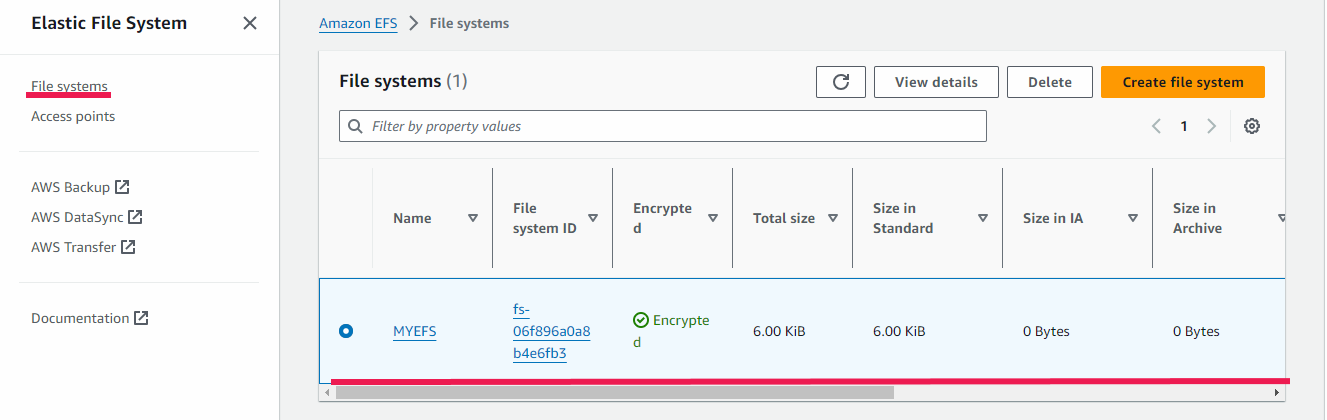 Elastic File System
File systems
Access points
AWS Backup
AWS DataSync
AWS Transfer
Documentation
Amazon EFS > File systems
File systems (1)
View details
Delete
Create file system
Filter by property values
1
Name
File
system ID
Encrypte
d
Total size
Size in
Standard
Size in IA
Size in
Archive
MYEFS
fs-
06f896a0a8
b4e6fb3
Encrypte
d
6.00 KiB
6.00 KiB
0 Bytes
0 Bytes